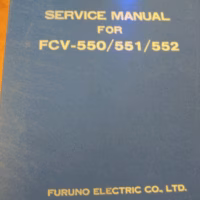 SERVICE MANUAL
FOR
FCV-550/551/552
FURUNO ELECTRIC CO., LTD.